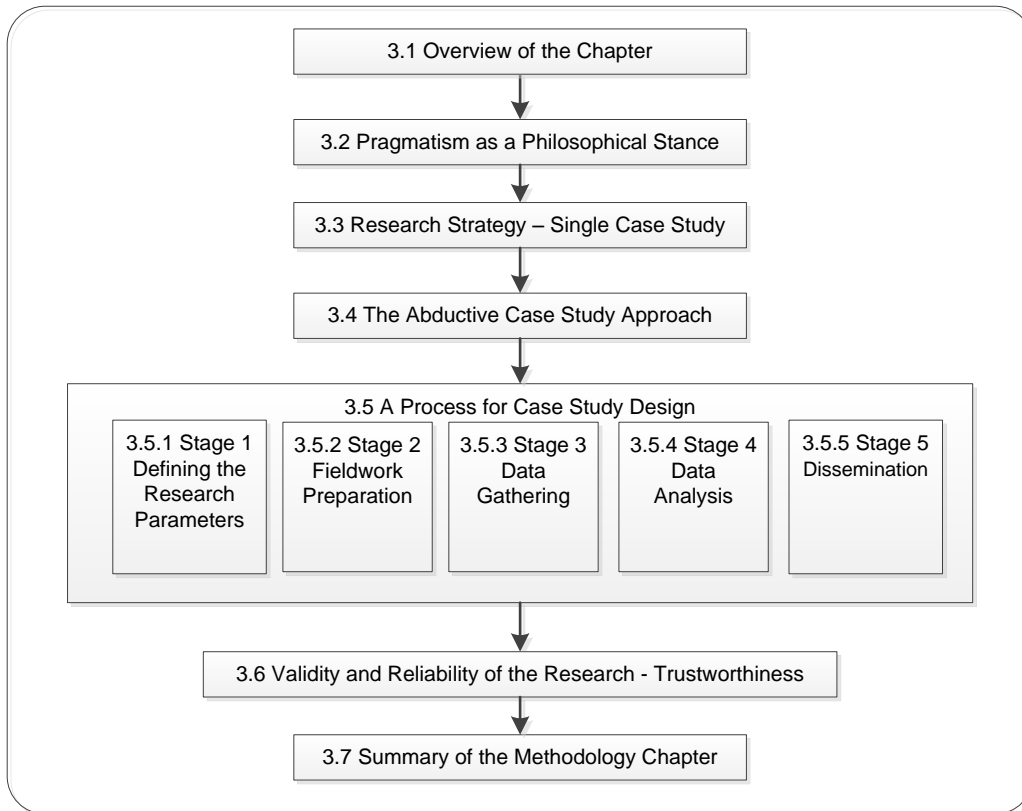 3.1 Overview of the Chapter
3.2 Pragmatism as a Philosophical Stance
3.3 Research Strategy – Single Case Study
3.4 The Abductive Case Study Approach
3.5 A Process for Case Study Design
3.5.1 Stage 1
Defining the
Research
Parameters
3.5.2 Stage 2
Fieldwork
Preparation
3.5.3 Stage 3
Data
Gathering
3.5.4 Stage 4
Data
Analysis
3.5.5 Stage 5
Dissemination
3.6 Validity and Reliability of the Research - Trustworthiness
3.7 Summary of the Methodology Chapter